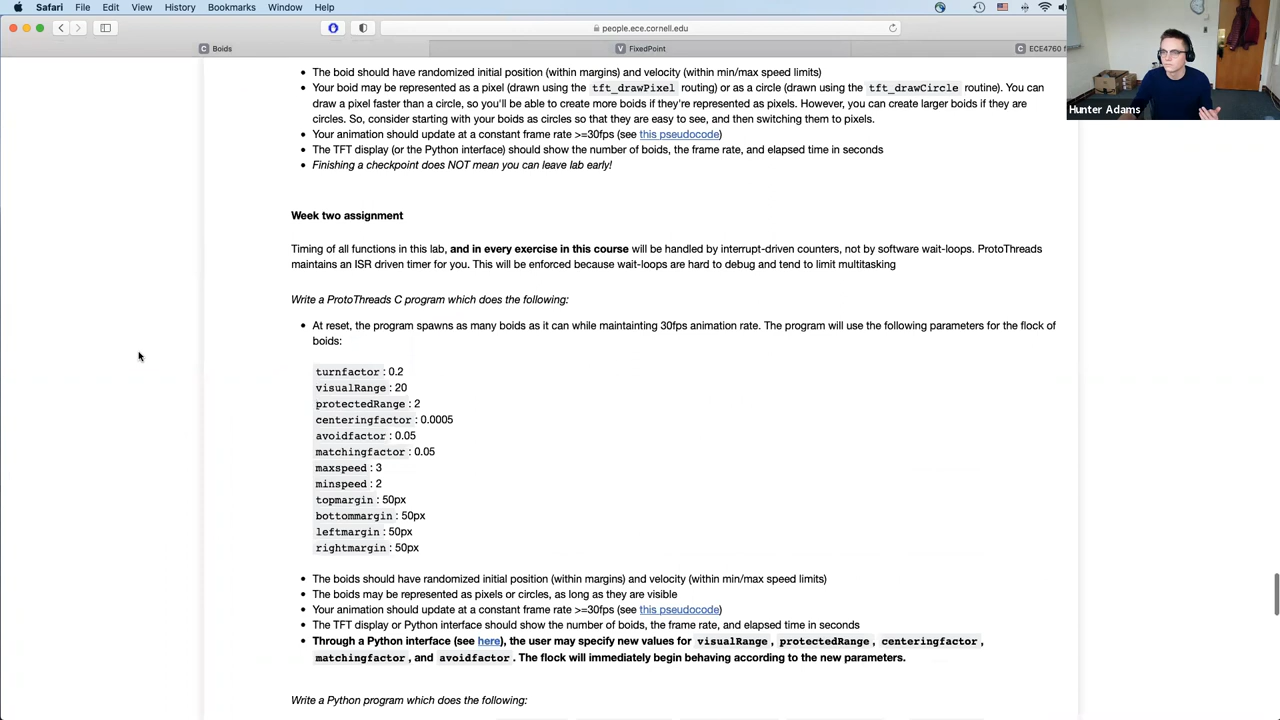 Safari File Edit View History Bookmarks Window Help
people.ece.cornell.edu
Boids
FixedPoint
ECE4760 f
Hunter Adams
• The boid should have randomized initial position (within margins) and velocity (within min/max speed limits)
• Your boid may be represented as a pixel (drawn using the tft_drawPixel routing) or as a circle (drawn using the tft_drawCircle routine). You can
draw a pixel faster than a circle, so you'll be able to create more boids if they're represented as pixels. However, you can create larger boids if they are
circles. So, consider starting with your boids as circles so that they are easy to see, and then switching them to pixels.
• Your animation should update at a constant frame rate >=30fps (see this pseudocode)
• The TFT display (or the Python interface) should show the number of boids, the frame rate, and elapsed time in seconds
• Finishing a checkpoint does NOT mean you can leave lab early!
Week two assignment
Timing of all functions in this lab, and in every exercise in this course will be handled by interrupt-driven counters, not by software wait-loops. ProtoThreads
maintains an ISR driven timer for you. This will be enforced because wait-loops are hard to debug and tend to limit multitasking
Write a ProtoThreads C program which does the following:
• At reset, the program spawns as many boids as it can while maintainting 30fps animation rate. The program will use the following parameters for the flock of
boids:
turnfactor : 0.2
visualRange : 20
protectedRange : 2
centeringfactor : 0.0005
avoidfactor : 0.05
matchingfactor : 0.05
maxspeed : 3
minspeed : 2
topmargin : 50px
bottommargin : 50px
leftmargin : 50px
rightmargin : 50px
• The boids should have randomized initial position (within margins) and velocity (within min/max speed limits)
• The boids may be represented as pixels or circles, as long as they are visible
• Your animation should update at a constant frame rate >=30fps (see this pseudocode)
• The TFT display or Python interface should show the number of boids, the frame rate, and elapsed time in seconds
• Through a Python interface (see here), the user may specify new values for visualRange, protectedRange, centeringfactor,
matchingfactor, and avoidfactor. The flock will immediately begin behaving according to the new parameters.
Write a Python program which does the following: